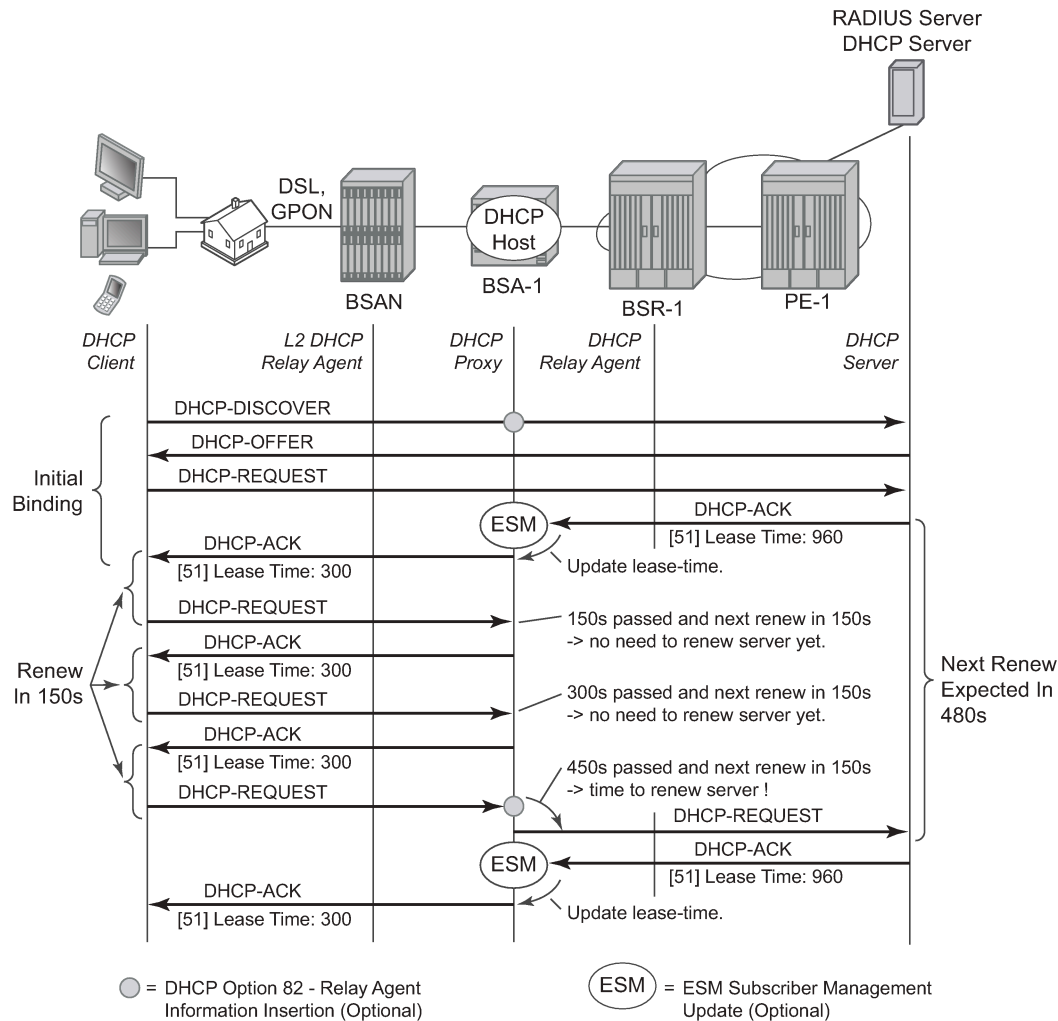 RADIUS Server
DHCP Server
DSL,
GPON
DHCP
Host
BSAN
BSA-1
BSR-1
PE-1
DHCP
Client
L2 DHCP
Relay Agent
DHCP
Proxy
DHCP
Relay Agent
DHCP
Server
DHCP-DISCOVER
DHCP-OFFER
Initial
Binding
DHCP-REQUEST
ESM
DHCP-ACK
[51] Lease Time: 960
DHCP-ACK
[51] Lease Time: 300
Update lease-time.
DHCP-REQUEST
150s passed and next renew in 150s
-> no need to renew server yet.
DHCP-ACK
[51] Lease Time: 300
Renew
In 150s
Next Renew
Expected In
480s
DHCP-REQUEST
300s passed and next renew in 150s
-> no need to renew server yet.
DHCP-ACK
[51] Lease Time: 300
450s passed and next renew in 150s
-> time to renew server !
DHCP-REQUEST
DHCP-REQUEST
ESM
DHCP-ACK
[51] Lease Time: 960
DHCP-ACK
[51] Lease Time: 300
Update lease-time.
= DHCP Option 82 - Relay Agent
Information Insertion (Optional)
ESM
= ESM Subscriber Management
Update (Optional)